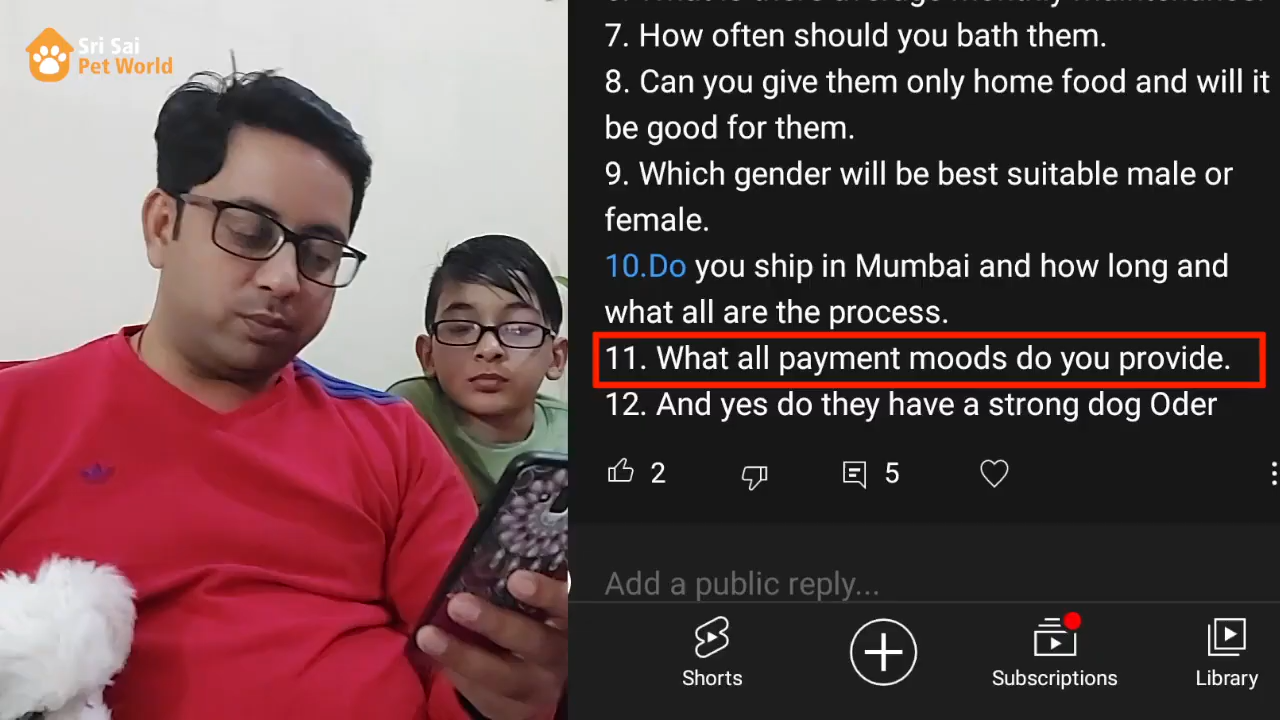 Sri Sai
Pet World
7. How often should you bath them.
8. Can you give them only home food and will it
be good for them.
9. Which gender will be best suitable male or
female.
10.Do you ship in Mumbai and how long and
what all are the process.
11. What all payment moods do you provide.
12. And yes do they have a strong dog Oder
2
5
Add a public reply...
Shorts
Subscriptions
Library